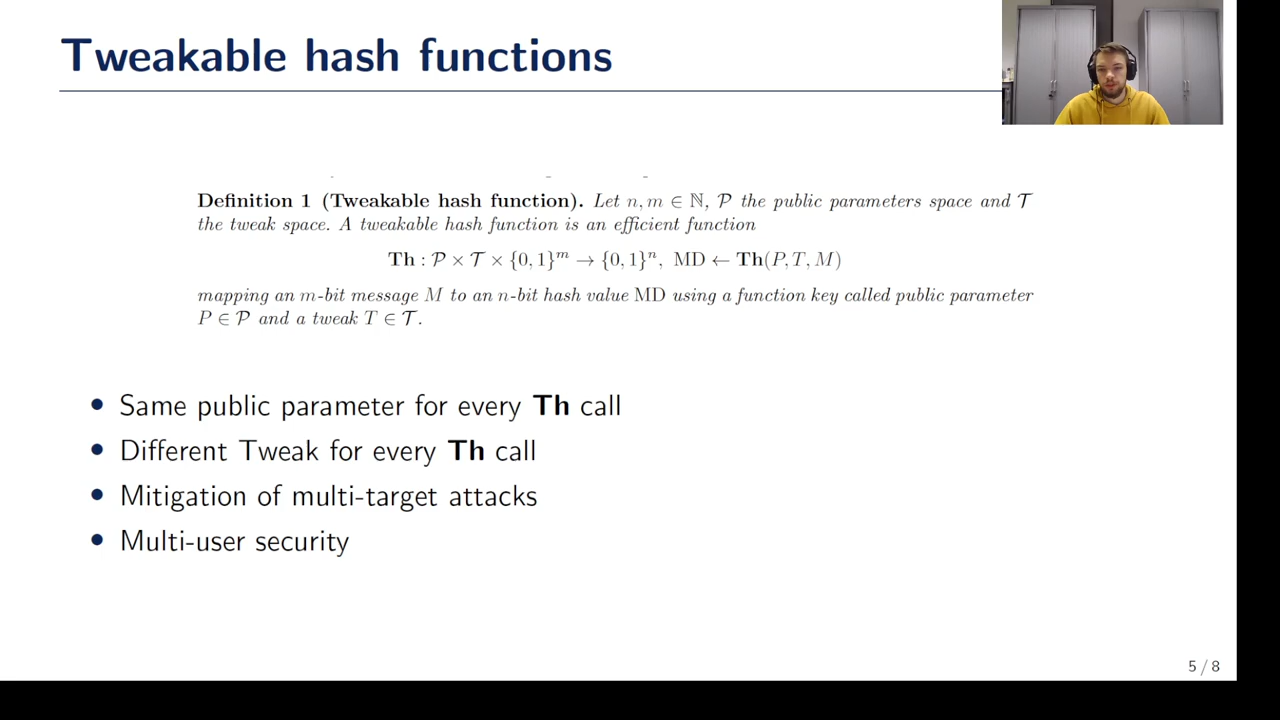 Tweakable hash functions
Definition 1 (Tweakable hash function). Let n, m ∈ ℕ, 𝒫 the public parameters space and 𝒯
the tweak space. A tweakable hash function is an efficient function
Th : 𝒫 × 𝒯 × {0, 1}^m → {0, 1}^n, MD ← Th(P, T, M)
mapping an m-bit message M to an n-bit hash value MD using a function key called public parameter
P ∈ 𝒫 and a tweak T ∈ 𝒯.
• Same public parameter for every Th call
• Different Tweak for every Th call
• Mitigation of multi-target attacks
• Multi-user security
5 / 8